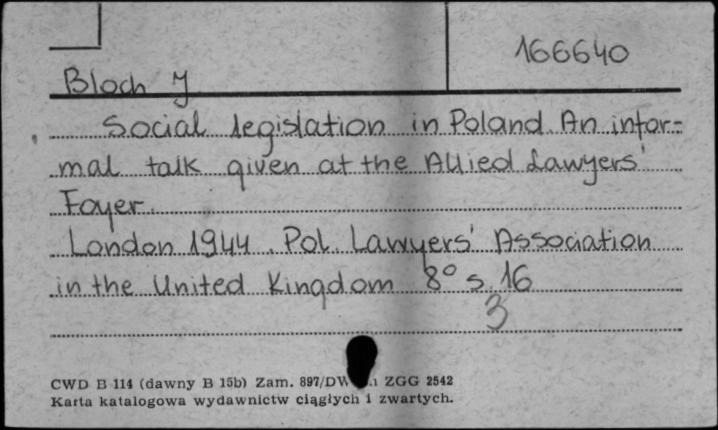 166640
Bloch J
Social legislation in Poland. An infor=
mal talk given at the Allied Lawyers'
Foyer.
London 1944. Pol. Lawyers' Association
in the United Kingdom 8° s. 16
3
CWD B 114 (dawny B 15b) Zam. 897/DW ZGG 2542
Karta katalogowa wydawnictw ciągłych i zwartych.